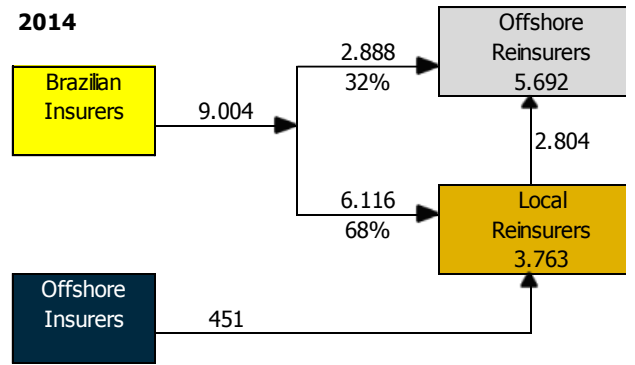 2014
Offshore
Reinsurers
5.692
2.888
32%
Brazilian
Insurers
9.004
2.804
6.116
68%
Local
Reinsurers
3.763
Offshore
Insurers
451